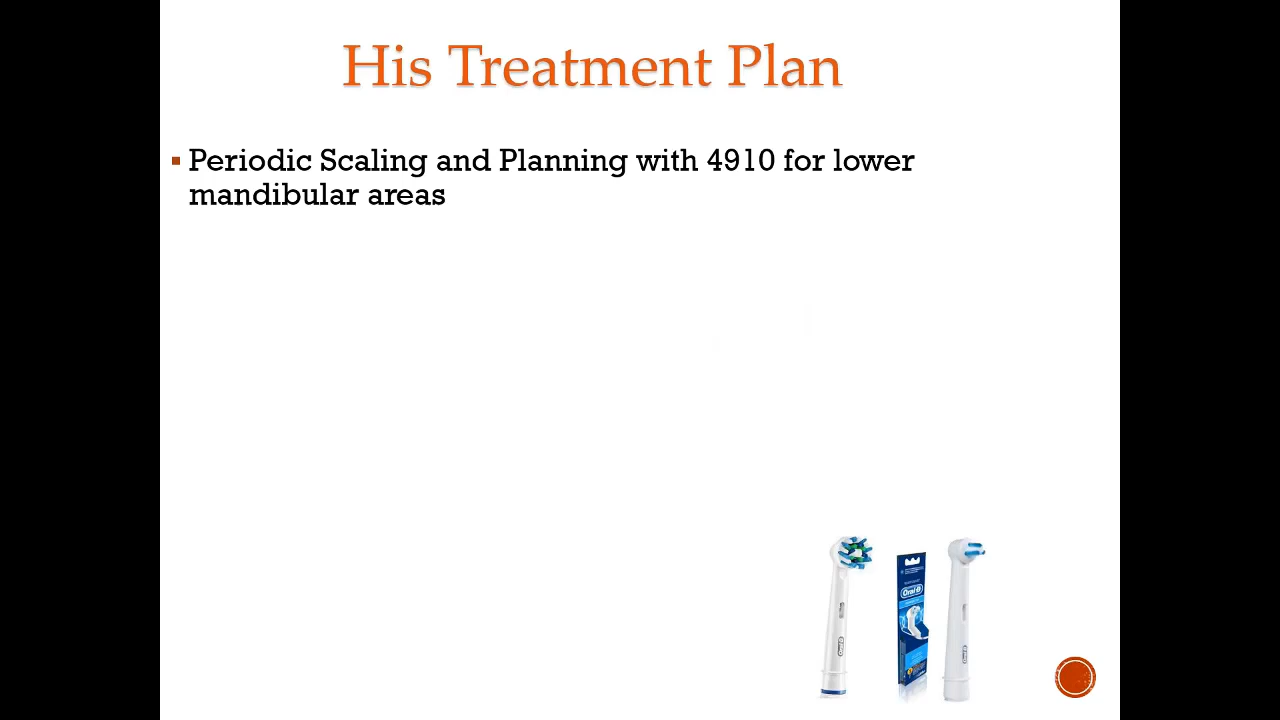 His Treatment Plan
▪ Periodic Scaling and Planning with 4910 for lower
mandibular areas
Oral B